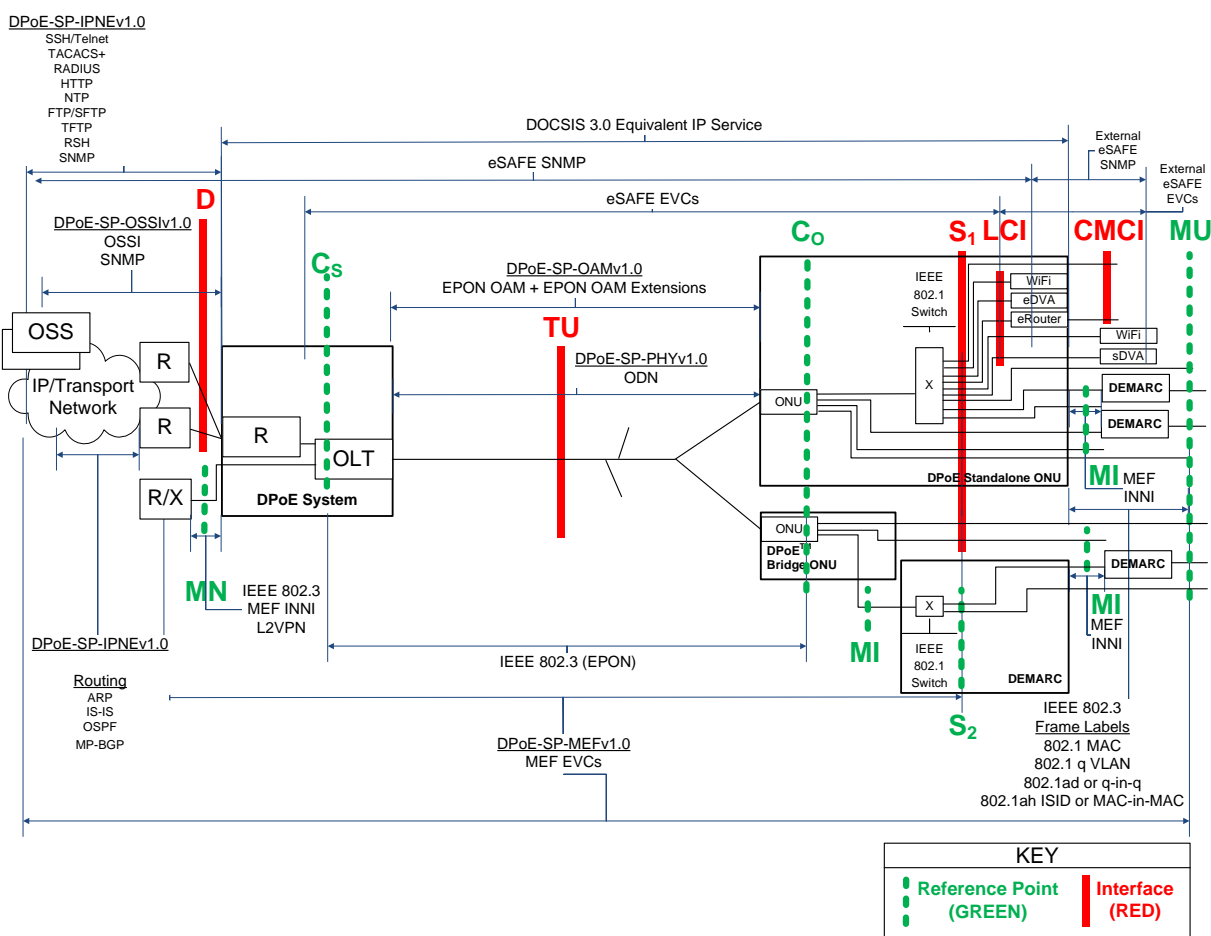 DPoE-SP-IPNEv1.0
SSH/Telnet
TACACS+
RADIUS
HTTP
NTP
FTP/SFTP
TFTP
RSH
SNMP
DOCSIS 3.0 Equivalent IP Service
eSAFE SNMP
External
eSAFE
SNMP
External
eSAFE
EVCs
eSAFE EVCs
D
DPoE-SP-OSSIv1.0
OSSI
SNMP
CS
DPoE-SP-OAMv1.0
EPON OAM + EPON OAM Extensions
CO
S1
LCI
CMCI
MU
TU
DPoE-SP-PHYv1.0
ODN
IEEE
802.1
Switch
WiFi
eDVA
eRouter
WiFi
sDVA
OSS
IP/Transport
Network
R
R
R
OLT
DPoE System
R/X
ONU
X
DEMARC
DEMARC
DPoE Standalone ONU
MI
MEF
INNI
ONU
DPoE™
Bridge ONU
DEMARC
MN
IEEE 802.3
MEF INNI
L2VPN
MI
X
IEEE
802.1
Switch
DEMARC
MI
MEF
INNI
DPoE-SP-IPNEv1.0
Routing
ARP
IS-IS
OSPF
MP-BGP
IEEE 802.3 (EPON)
S2
DPoE-SP-MEFv1.0
MEF EVCs
IEEE 802.3
Frame Labels
802.1 MAC
802.1 q VLAN
802.1ad or q-in-q
802.1ah ISID or MAC-in-MAC
KEY
Reference Point
(GREEN)
Interface
(RED)